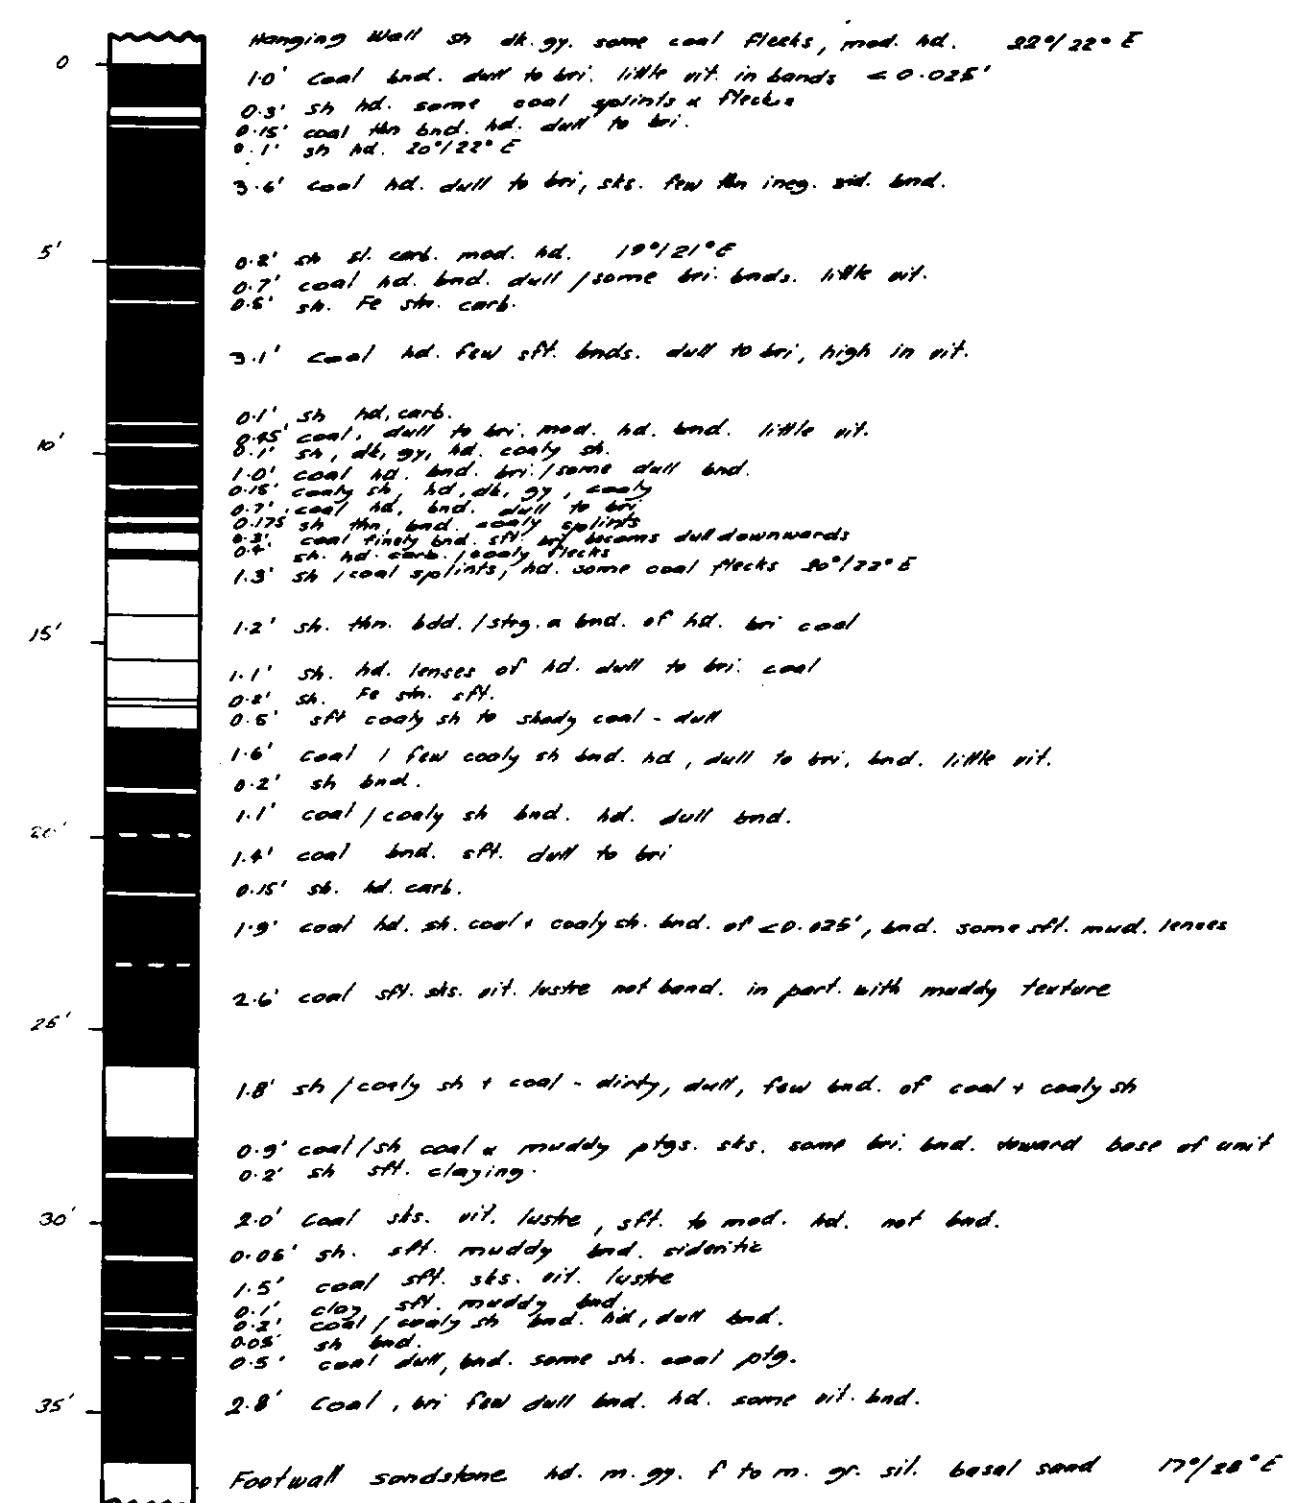 Hanging Wall sh dk. gy. some coal flecks, mod. hd. 22°/22° E
0
1.0' coal bnd. dull to bri. little vit. in bands < 0.025'
0.3' sh hd. some coal splints & flecks
0.15' coal thn bnd. hd. dull to bri.
0.1' sh hd. 20°/22° E
3.6' coal hd. dull to bri, sks. few thn irreg. sid. bnd.
5'
0.2' sh sl. carb. mod. hd. 19°/21° E
0.7' coal hd. bnd. dull / some bri. bnds. little vit.
sh. Fe stn. carb.
3.1' coal hd. few sft. bnds. dull to bri, high in vit.
0.1' sh hd, carb.
10'
0.45' coal, dull to bri. mod. hd. bnd. little vit.
0.1' sh, dk, gy, hd. coaly sh.
1.0' coal hd. bnd. bri. / some dull bnd.
0.15' coaly sh, hd, dk, gy, coaly
0.7' coal hd, bnd. dull to bri
0.175 sh thn, bnd. coaly splints
0.3' coal finely bnd. sft. bri becoms dull downwards
0.4' sh. hd. carb. / coaly flecks
1.3' sh / coal splints, hd. some coal flecks 20°/22° E
15'
1.2' sh. thn. bdd. / strg. & bnd. of hd. bri coal
1.1' sh. hd. lenses of hd. dull to bri. coal
0.2' sh. Fe stn. sft.
0.5' sft coaly sh to shady coal - dull
1.6' coal / few coaly sh bnd. hd, dull to bri, bnd. little vit.
0.2' sh bnd.
1.1' coal / coaly sh bnd. hd. dull bnd.
20'
1.4' coal bnd. sft. dull to bri
0.15' sh. hd. carb.
1.9' coal hd. sh. coal + coaly sh. bnd. of <0.025', bnd. some sft. mud. lenses
2.6' coal sft. sks. vit. lustre not band. in part. with muddy texture
25'
1.8' sh / coaly sh + coal - dirty, dull, few bnd. of coal + coaly sh
0.9' coal / sh coal & muddy ptgs. sks. some bri. bnd. toward base of unit
0.2' sh sft. claying.
30'
2.0' coal sks. vit. lustre, sft. to mod. hd. not bnd.
0.05' sh. sft. muddy bnd. sideritic
1.5' coal sft. sks. vit. lustre
0.1' clay sft. muddy bnd
0.2' coal / coaly sh bnd. hd, dull bnd.
0.05' sh bnd.
0.5' coal dull, bnd. some sh. coal ptg.
35'
2.8' coal, bri few dull bnd. hd. some vit. bnd.
Footwall sandstone hd. m. gy. f to m. gr. sil. basal sand 17°/28° E